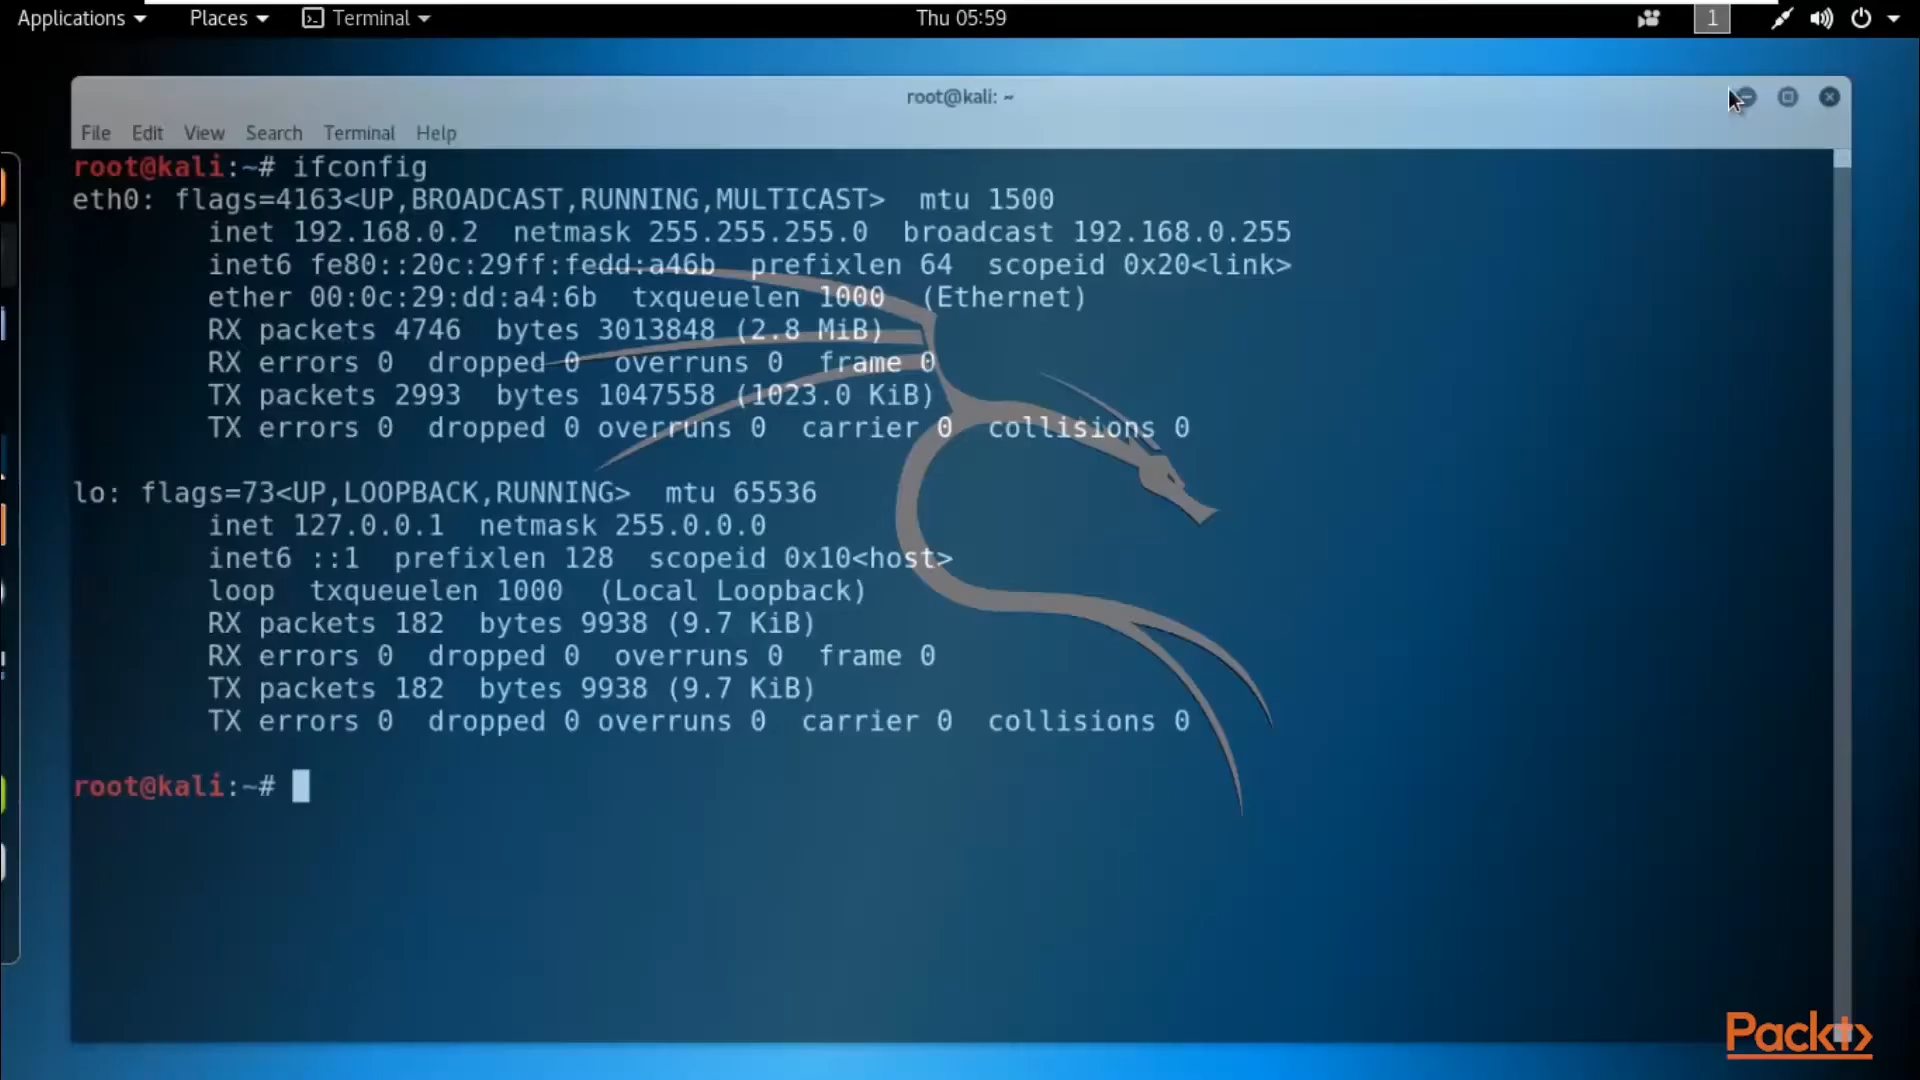 Applications Places Terminal Thu 05:59 1
root@kali: ~
File Edit View Search Terminal Help
root@kali:~# ifconfig
eth0: flags=4163<UP,BROADCAST,RUNNING,MULTICAST>  mtu 1500
        inet 192.168.0.2  netmask 255.255.255.0  broadcast 192.168.0.255
        inet6 fe80::20c:29ff:fedd:a46b  prefixlen 64  scopeid 0x20<link>
        ether 00:0c:29:dd:a4:6b  txqueuelen 1000  (Ethernet)
        RX packets 4746  bytes 3013848 (2.8 MiB)
        RX errors 0  dropped 0  overruns 0  frame 0
        TX packets 2993  bytes 1047558 (1023.0 KiB)
        TX errors 0  dropped 0 overruns 0  carrier 0  collisions 0
lo: flags=73<UP,LOOPBACK,RUNNING>  mtu 65536
        inet 127.0.0.1  netmask 255.0.0.0
        inet6 ::1  prefixlen 128  scopeid 0x10<host>
        loop  txqueuelen 1000  (Local Loopback)
        RX packets 182  bytes 9938 (9.7 KiB)
        RX errors 0  dropped 0  overruns 0  frame 0
        TX packets 182  bytes 9938 (9.7 KiB)
        TX errors 0  dropped 0 overruns 0  carrier 0  collisions 0
root@kali:~#
Packt>